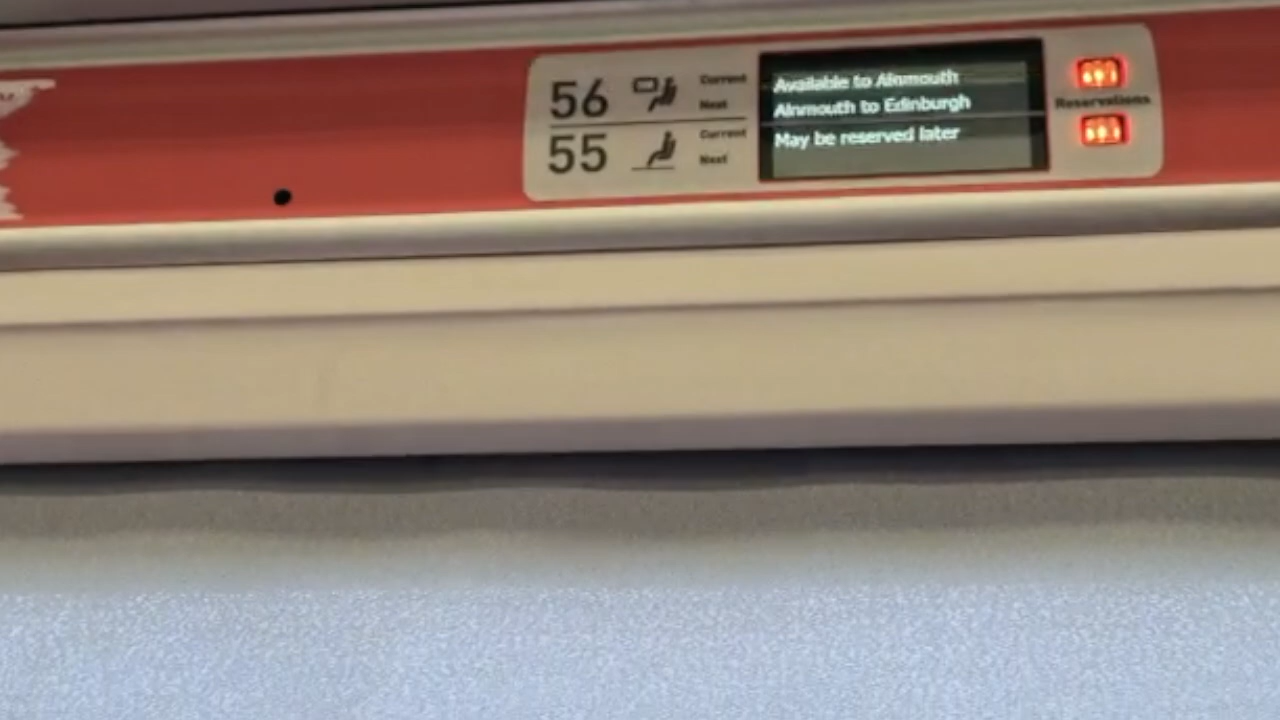 56 Current Available to Alnmouth
Next Alnmouth to Edinburgh
Reservations
55 Current May be reserved later
Next